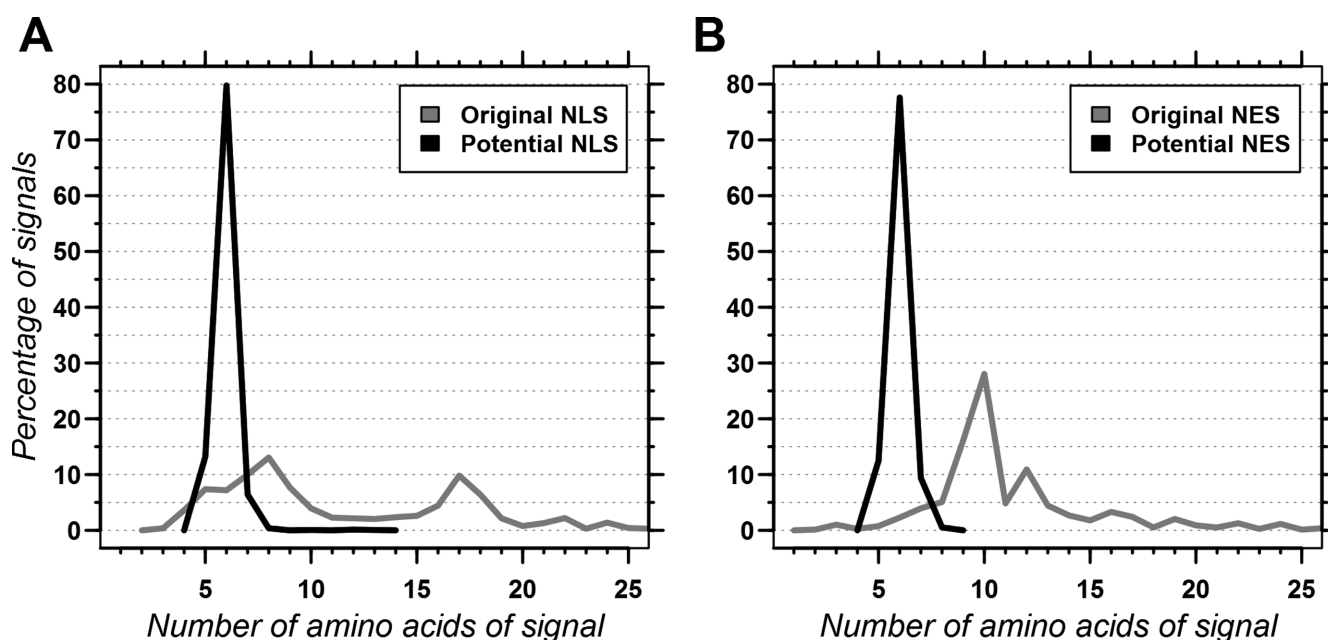 A
Percentage of signals
80
70
60
50
40
30
20
10
0
Original NLS
Potential NLS
5 10 15 20 25
Number of amino acids of signal
B
80
70
60
50
40
30
20
10
0
Original NES
Potential NES
5 10 15 20 25
Number of amino acids of signal